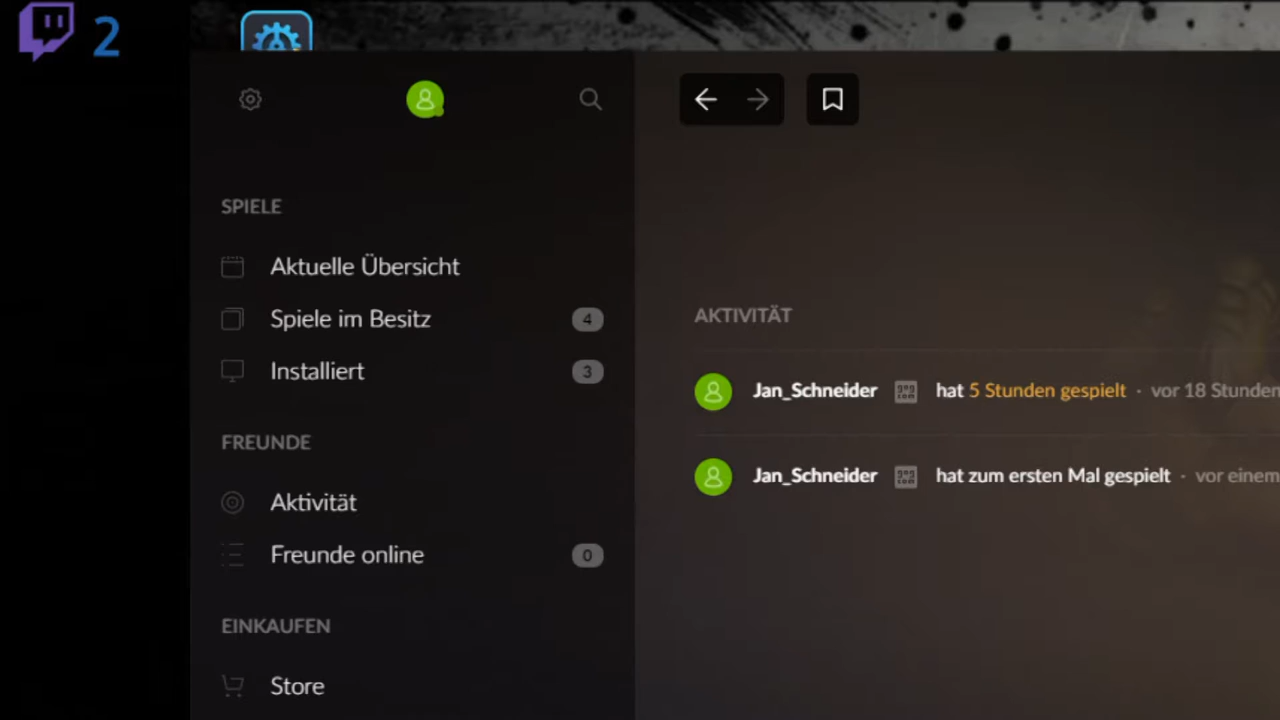 2
SPIELE
Aktuelle Übersicht
Spiele im Besitz 4
Installiert 3
FREUNDE
Aktivität
Freunde online 0
EINKAUFEN
Store
AKTIVITÄT
Jan_Schneider hat 5 Stunden gespielt · vor 18 Stunden
Jan_Schneider hat zum ersten Mal gespielt · vor einem